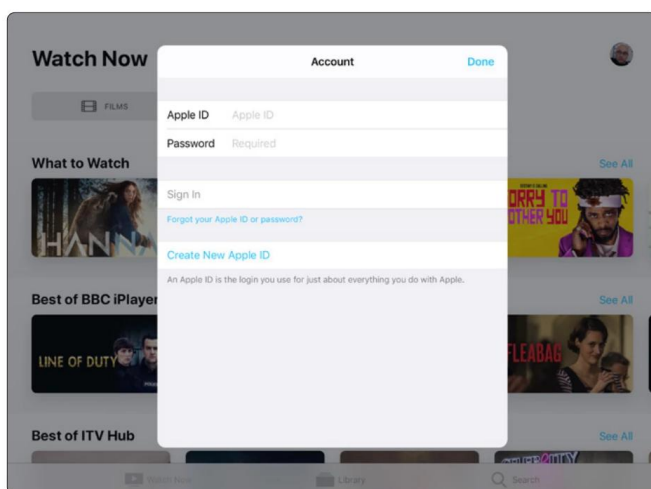 Watch Now
Account
Done
FILMS
Apple ID Apple ID
Password Required
What to Watch
See All
Sign In
Forgot your Apple ID or password?
HANN
ORRY TO
OTHER YOU
Create New Apple ID
An Apple ID is the login you use for just about everything you do with Apple.
Best of BBC iPlayer
See All
LINE OF DUTY
FLEABAG
Best of ITV Hub
See All
Watch Now
Library
Search